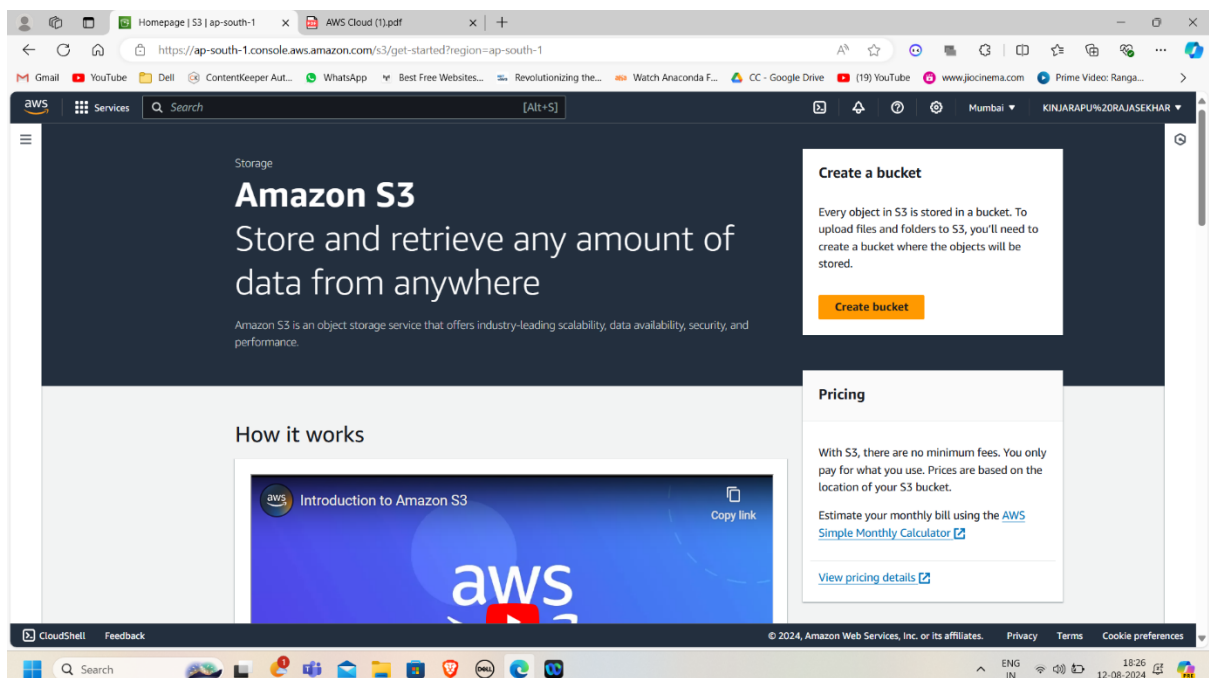 Homepage | S3 | ap-south-1
AWS Cloud (1).pdf
https://ap-south-1.console.aws.amazon.com/s3/get-started?region=ap-south-1
Gmail YouTube Dell ContentKeeper Aut... WhatsApp Best Free Websites... Revolutionizing the... Watch Anaconda F... CC - Google Drive (19) YouTube www.jiocinema.com Prime Video: Ranga...
aws Services Search [Alt+S] Mumbai KINJARAPU%20RAJASEKHAR
Storage
Amazon S3
Store and retrieve any amount of
data from anywhere
Amazon S3 is an object storage service that offers industry-leading scalability, data availability, security, and
performance.
Create a bucket
Every object in S3 is stored in a bucket. To
upload files and folders to S3, you'll need to
create a bucket where the objects will be
stored.
Create bucket
Pricing
With S3, there are no minimum fees. You only
pay for what you use. Prices are based on the
location of your S3 bucket.
Estimate your monthly bill using the AWS
Simple Monthly Calculator
View pricing details
How it works
aws Introduction to Amazon S3
Copy link
aws
CloudShell Feedback © 2024, Amazon Web Services, Inc. or its affiliates. Privacy Terms Cookie preferences
Search
ENG
IN
18:26
12-08-2024